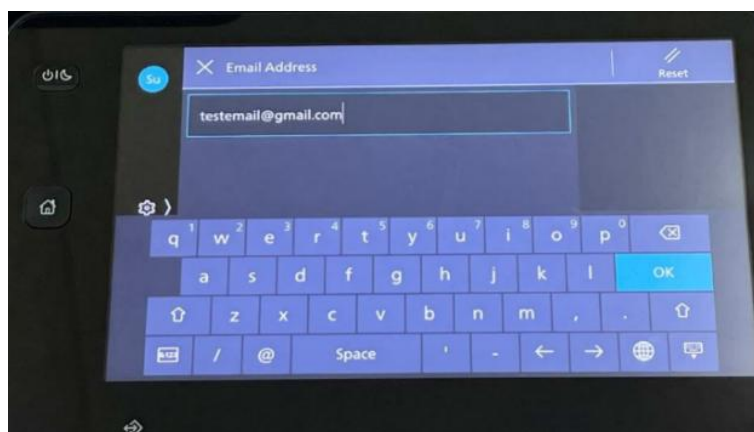 Su
Email Address
Reset
testemail@gmail.com
q 1 w 2 e 3 r 4 t 5 y 6 u 7 i 8 o 9 p 0
a s d f g h j k l OK
z x c v b n m , .
&123 / @ Space ' -